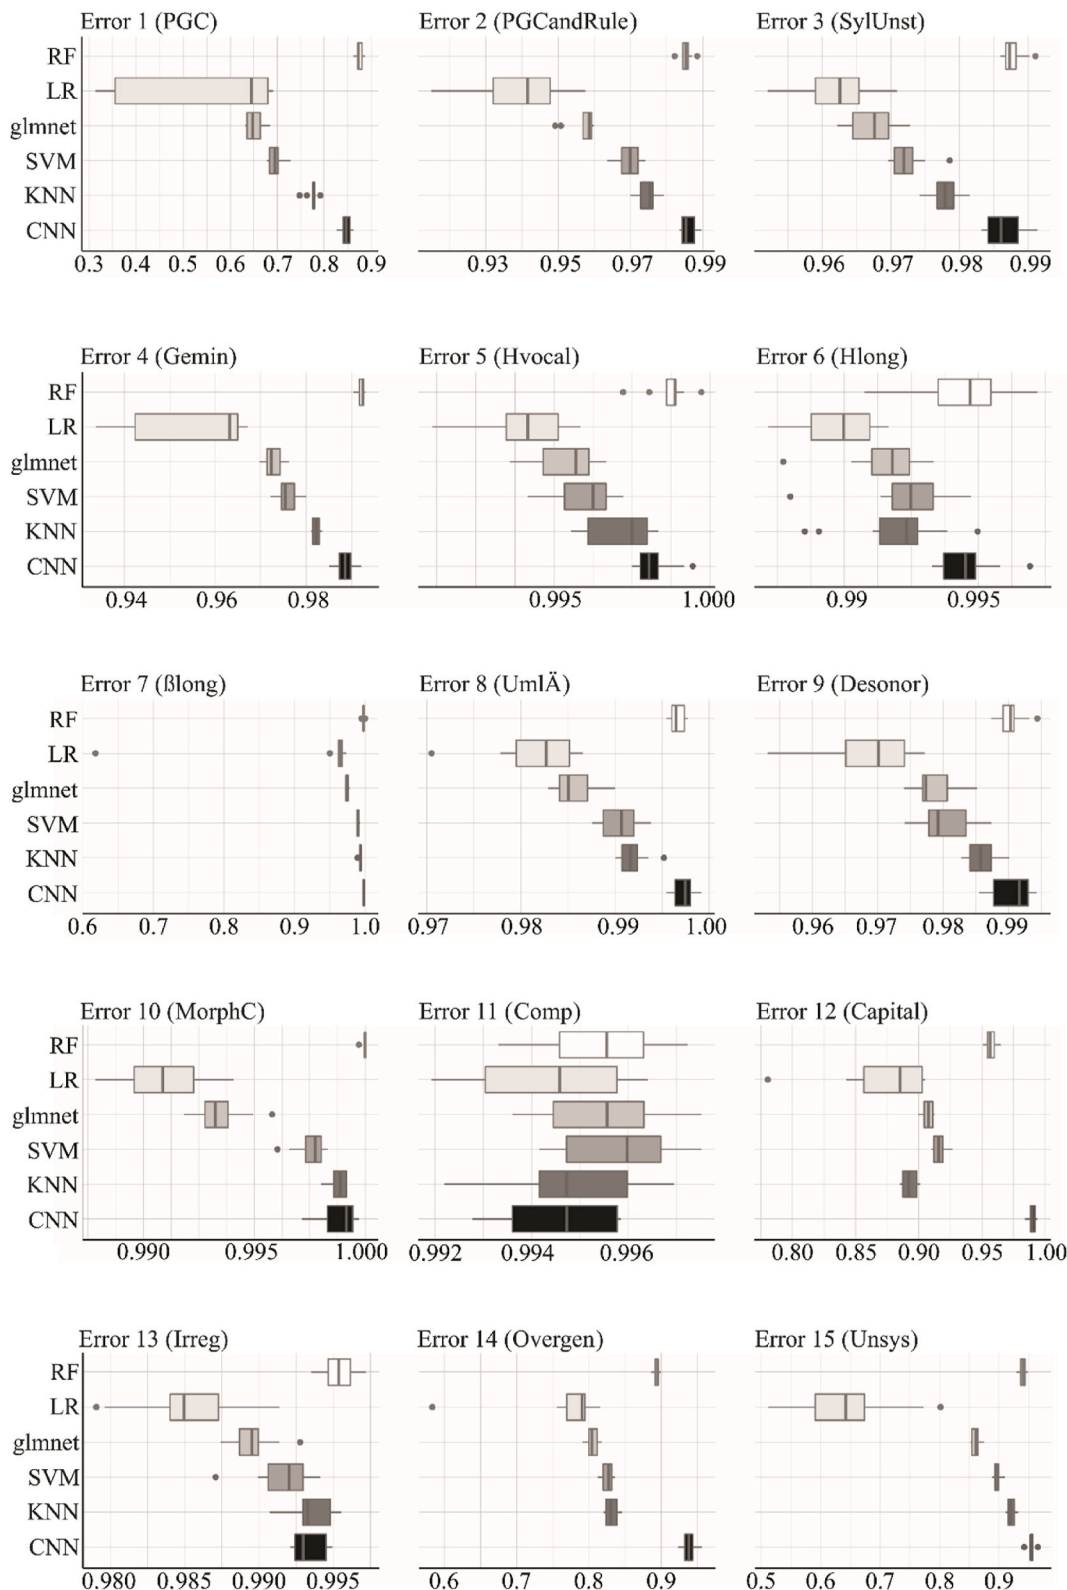 Error 1 (PGC) Error 2 (PGCandRule) Error 3 (SylUnst)
RF
LR
glmnet
SVM
KNN
CNN
0.3 0.4 0.5 0.6 0.7 0.8 0.9 0.93 0.95 0.97 0.99 0.96 0.97 0.98 0.99
Error 4 (Gemin) Error 5 (Hvocal) Error 6 (Hlong)
RF
LR
glmnet
SVM
KNN
CNN
0.94 0.96 0.98 0.995 1.000 0.99 0.995
Error 7 (ßlong) Error 8 (UmlÄ) Error 9 (Desonor)
RF
LR
glmnet
SVM
KNN
CNN
0.6 0.7 0.8 0.9 1.0 0.97 0.98 0.99 1.00 0.96 0.97 0.98 0.99
Error 10 (MorphC) Error 11 (Comp) Error 12 (Capital)
RF
LR
glmnet
SVM
KNN
CNN
0.990 0.995 1.000 0.992 0.994 0.996 0.80 0.85 0.90 0.95 1.00
Error 13 (Irreg) Error 14 (Overgen) Error 15 (Unsys)
RF
LR
glmnet
SVM
KNN
CNN
0.980 0.985 0.990 0.995 0.6 0.7 0.8 0.9 0.5 0.6 0.7 0.8 0.9